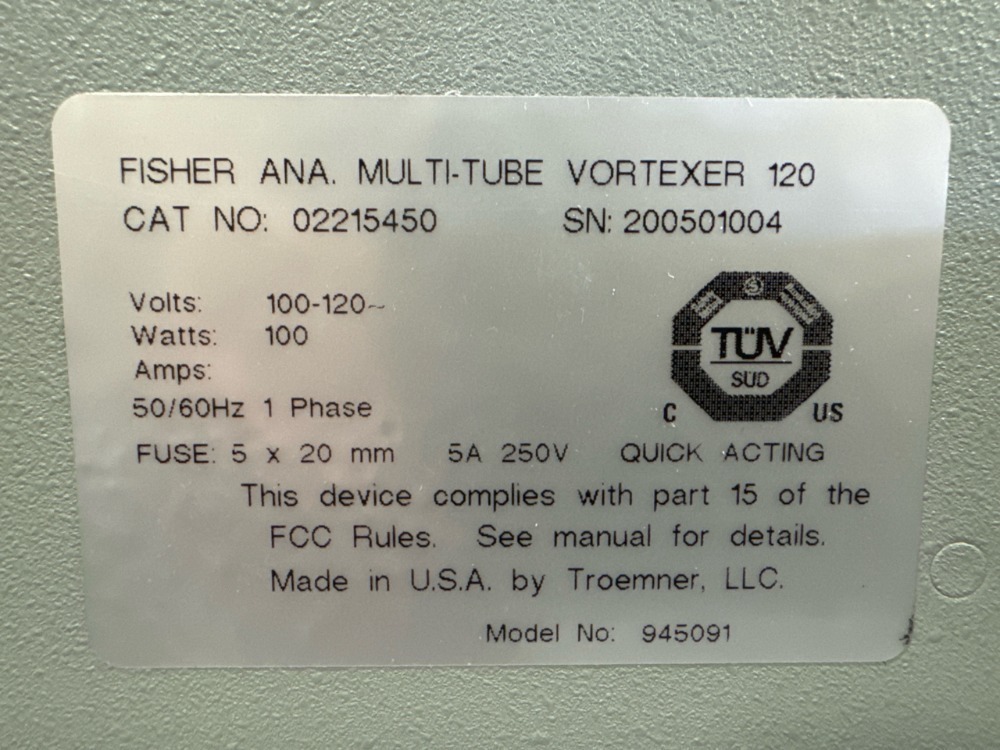 FISHER ANA. MULTI-TUBE VORTEXER 120
CAT NO: 02215450 SN: 200501004
Volts: 100-120~
Watts: 100
Amps:
50/60Hz 1 Phase
TÜV
SÜD
C US
FUSE: 5 x 20 mm 5A 250V QUICK ACTING
This device complies with part 15 of the
FCC Rules. See manual for details.
Made in U.S.A. by Troemner, LLC.
Model No: 945091